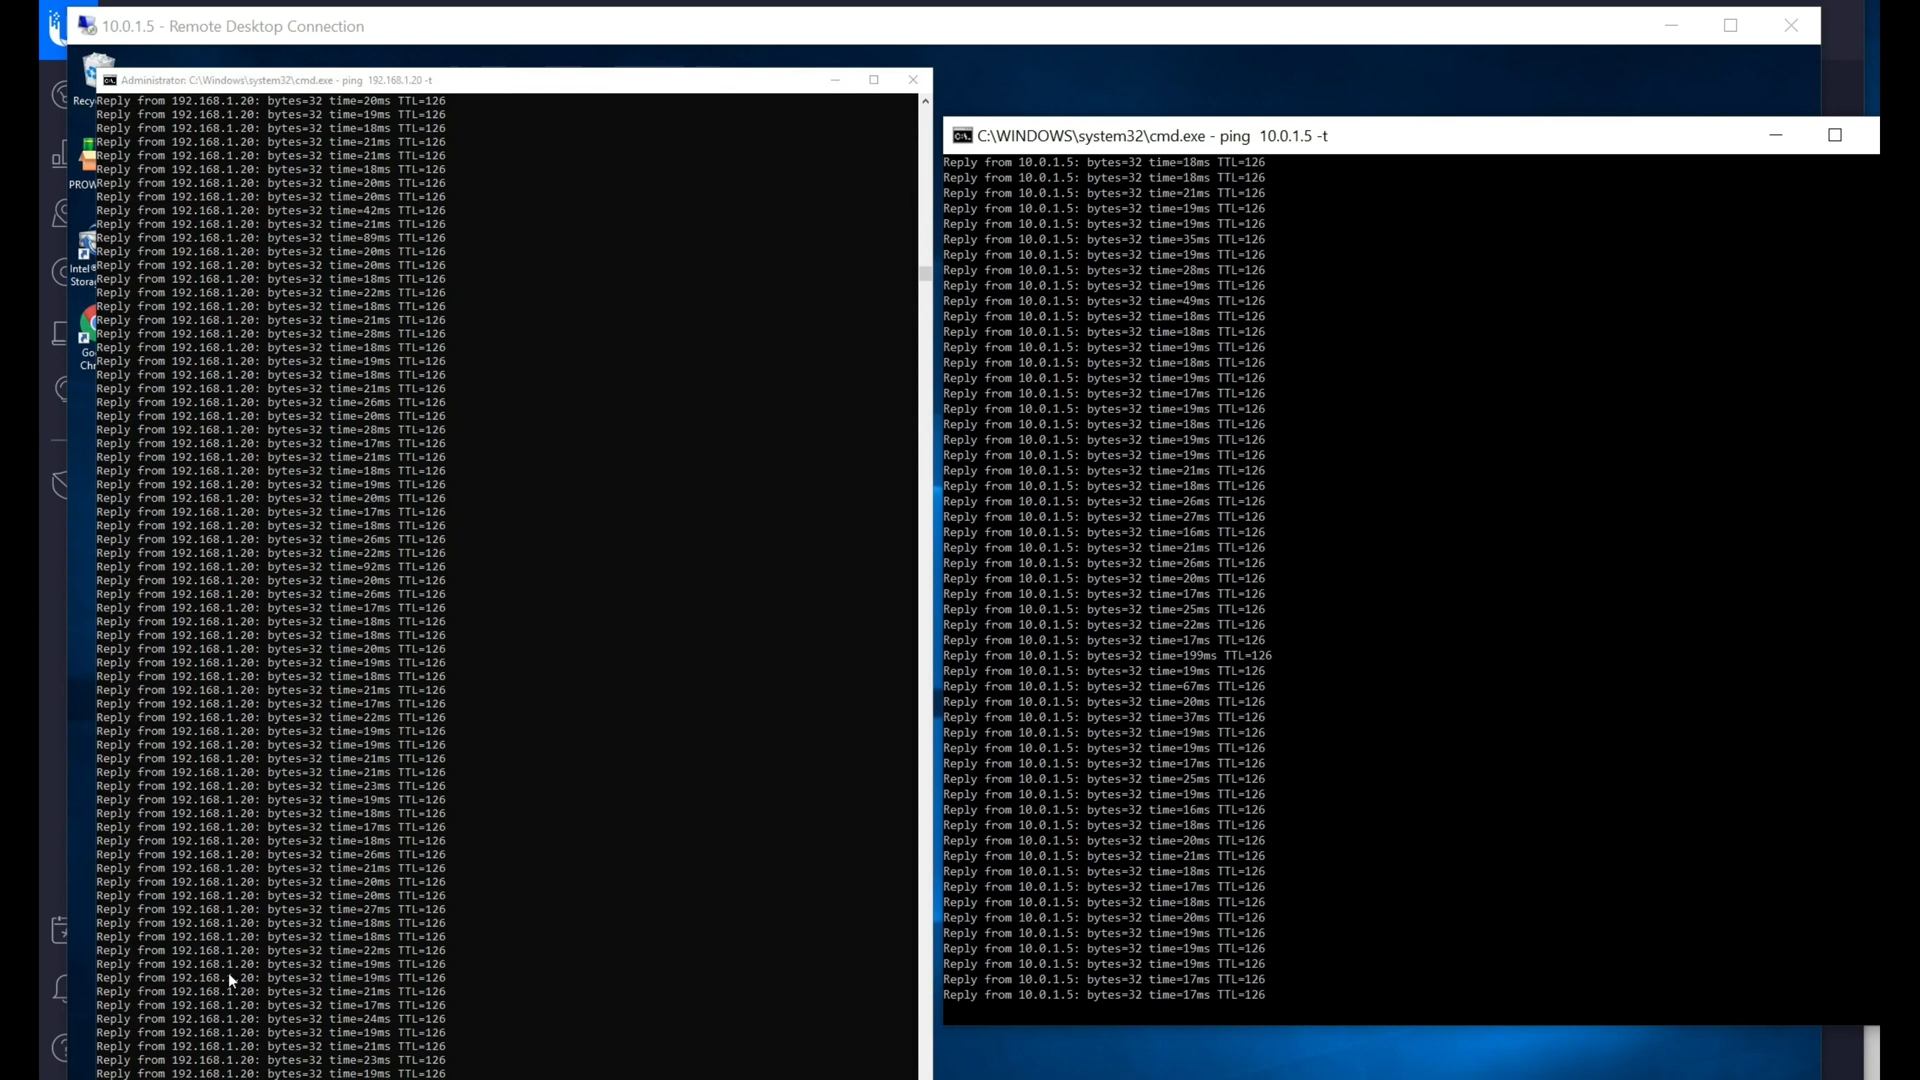 10.0.1.5 - Remote Desktop Connection
Administrator: C:\Windows\system32\cmd.exe - ping  192.168.1.20 -t
Recy
PROW
Intel®
Stora
Goo
Chr
Reply from 192.168.1.20: bytes=32 time=20ms TTL=126
Reply from 192.168.1.20: bytes=32 time=19ms TTL=126
Reply from 192.168.1.20: bytes=32 time=18ms TTL=126
Reply from 192.168.1.20: bytes=32 time=21ms TTL=126
Reply from 192.168.1.20: bytes=32 time=21ms TTL=126
Reply from 192.168.1.20: bytes=32 time=18ms TTL=126
Reply from 192.168.1.20: bytes=32 time=20ms TTL=126
Reply from 192.168.1.20: bytes=32 time=20ms TTL=126
Reply from 192.168.1.20: bytes=32 time=42ms TTL=126
Reply from 192.168.1.20: bytes=32 time=21ms TTL=126
Reply from 192.168.1.20: bytes=32 time=89ms TTL=126
Reply from 192.168.1.20: bytes=32 time=20ms TTL=126
Reply from 192.168.1.20: bytes=32 time=20ms TTL=126
Reply from 192.168.1.20: bytes=32 time=18ms TTL=126
Reply from 192.168.1.20: bytes=32 time=22ms TTL=126
Reply from 192.168.1.20: bytes=32 time=18ms TTL=126
Reply from 192.168.1.20: bytes=32 time=21ms TTL=126
Reply from 192.168.1.20: bytes=32 time=28ms TTL=126
Reply from 192.168.1.20: bytes=32 time=18ms TTL=126
Reply from 192.168.1.20: bytes=32 time=19ms TTL=126
Reply from 192.168.1.20: bytes=32 time=18ms TTL=126
Reply from 192.168.1.20: bytes=32 time=21ms TTL=126
Reply from 192.168.1.20: bytes=32 time=26ms TTL=126
Reply from 192.168.1.20: bytes=32 time=20ms TTL=126
Reply from 192.168.1.20: bytes=32 time=28ms TTL=126
Reply from 192.168.1.20: bytes=32 time=17ms TTL=126
Reply from 192.168.1.20: bytes=32 time=21ms TTL=126
Reply from 192.168.1.20: bytes=32 time=18ms TTL=126
Reply from 192.168.1.20: bytes=32 time=19ms TTL=126
Reply from 192.168.1.20: bytes=32 time=20ms TTL=126
Reply from 192.168.1.20: bytes=32 time=17ms TTL=126
Reply from 192.168.1.20: bytes=32 time=18ms TTL=126
Reply from 192.168.1.20: bytes=32 time=26ms TTL=126
Reply from 192.168.1.20: bytes=32 time=22ms TTL=126
Reply from 192.168.1.20: bytes=32 time=92ms TTL=126
Reply from 192.168.1.20: bytes=32 time=20ms TTL=126
Reply from 192.168.1.20: bytes=32 time=26ms TTL=126
Reply from 192.168.1.20: bytes=32 time=17ms TTL=126
Reply from 192.168.1.20: bytes=32 time=18ms TTL=126
Reply from 192.168.1.20: bytes=32 time=18ms TTL=126
Reply from 192.168.1.20: bytes=32 time=20ms TTL=126
Reply from 192.168.1.20: bytes=32 time=19ms TTL=126
Reply from 192.168.1.20: bytes=32 time=18ms TTL=126
Reply from 192.168.1.20: bytes=32 time=21ms TTL=126
Reply from 192.168.1.20: bytes=32 time=17ms TTL=126
Reply from 192.168.1.20: bytes=32 time=22ms TTL=126
Reply from 192.168.1.20: bytes=32 time=19ms TTL=126
Reply from 192.168.1.20: bytes=32 time=19ms TTL=126
Reply from 192.168.1.20: bytes=32 time=21ms TTL=126
Reply from 192.168.1.20: bytes=32 time=21ms TTL=126
Reply from 192.168.1.20: bytes=32 time=23ms TTL=126
Reply from 192.168.1.20: bytes=32 time=19ms TTL=126
Reply from 192.168.1.20: bytes=32 time=18ms TTL=126
Reply from 192.168.1.20: bytes=32 time=17ms TTL=126
Reply from 192.168.1.20: bytes=32 time=18ms TTL=126
Reply from 192.168.1.20: bytes=32 time=26ms TTL=126
Reply from 192.168.1.20: bytes=32 time=21ms TTL=126
Reply from 192.168.1.20: bytes=32 time=20ms TTL=126
Reply from 192.168.1.20: bytes=32 time=20ms TTL=126
Reply from 192.168.1.20: bytes=32 time=27ms TTL=126
Reply from 192.168.1.20: bytes=32 time=18ms TTL=126
Reply from 192.168.1.20: bytes=32 time=18ms TTL=126
Reply from 192.168.1.20: bytes=32 time=22ms TTL=126
Reply from 192.168.1.20: bytes=32 time=19ms TTL=126
Reply from 192.168.1.20: bytes=32 time=19ms TTL=126
Reply from 192.168.1.20: bytes=32 time=21ms TTL=126
Reply from 192.168.1.20: bytes=32 time=17ms TTL=126
Reply from 192.168.1.20: bytes=32 time=24ms TTL=126
Reply from 192.168.1.20: bytes=32 time=19ms TTL=126
Reply from 192.168.1.20: bytes=32 time=21ms TTL=126
Reply from 192.168.1.20: bytes=32 time=23ms TTL=126
Reply from 192.168.1.20: bytes=32 time=19ms TTL=126
C:\WINDOWS\system32\cmd.exe - ping  10.0.1.5 -t
Reply from 10.0.1.5: bytes=32 time=18ms TTL=126
Reply from 10.0.1.5: bytes=32 time=18ms TTL=126
Reply from 10.0.1.5: bytes=32 time=21ms TTL=126
Reply from 10.0.1.5: bytes=32 time=19ms TTL=126
Reply from 10.0.1.5: bytes=32 time=19ms TTL=126
Reply from 10.0.1.5: bytes=32 time=35ms TTL=126
Reply from 10.0.1.5: bytes=32 time=19ms TTL=126
Reply from 10.0.1.5: bytes=32 time=28ms TTL=126
Reply from 10.0.1.5: bytes=32 time=19ms TTL=126
Reply from 10.0.1.5: bytes=32 time=49ms TTL=126
Reply from 10.0.1.5: bytes=32 time=18ms TTL=126
Reply from 10.0.1.5: bytes=32 time=18ms TTL=126
Reply from 10.0.1.5: bytes=32 time=19ms TTL=126
Reply from 10.0.1.5: bytes=32 time=18ms TTL=126
Reply from 10.0.1.5: bytes=32 time=19ms TTL=126
Reply from 10.0.1.5: bytes=32 time=17ms TTL=126
Reply from 10.0.1.5: bytes=32 time=19ms TTL=126
Reply from 10.0.1.5: bytes=32 time=18ms TTL=126
Reply from 10.0.1.5: bytes=32 time=19ms TTL=126
Reply from 10.0.1.5: bytes=32 time=19ms TTL=126
Reply from 10.0.1.5: bytes=32 time=21ms TTL=126
Reply from 10.0.1.5: bytes=32 time=18ms TTL=126
Reply from 10.0.1.5: bytes=32 time=26ms TTL=126
Reply from 10.0.1.5: bytes=32 time=27ms TTL=126
Reply from 10.0.1.5: bytes=32 time=16ms TTL=126
Reply from 10.0.1.5: bytes=32 time=21ms TTL=126
Reply from 10.0.1.5: bytes=32 time=26ms TTL=126
Reply from 10.0.1.5: bytes=32 time=20ms TTL=126
Reply from 10.0.1.5: bytes=32 time=17ms TTL=126
Reply from 10.0.1.5: bytes=32 time=25ms TTL=126
Reply from 10.0.1.5: bytes=32 time=22ms TTL=126
Reply from 10.0.1.5: bytes=32 time=17ms TTL=126
Reply from 10.0.1.5: bytes=32 time=199ms TTL=126
Reply from 10.0.1.5: bytes=32 time=19ms TTL=126
Reply from 10.0.1.5: bytes=32 time=67ms TTL=126
Reply from 10.0.1.5: bytes=32 time=20ms TTL=126
Reply from 10.0.1.5: bytes=32 time=37ms TTL=126
Reply from 10.0.1.5: bytes=32 time=19ms TTL=126
Reply from 10.0.1.5: bytes=32 time=19ms TTL=126
Reply from 10.0.1.5: bytes=32 time=17ms TTL=126
Reply from 10.0.1.5: bytes=32 time=25ms TTL=126
Reply from 10.0.1.5: bytes=32 time=19ms TTL=126
Reply from 10.0.1.5: bytes=32 time=16ms TTL=126
Reply from 10.0.1.5: bytes=32 time=18ms TTL=126
Reply from 10.0.1.5: bytes=32 time=20ms TTL=126
Reply from 10.0.1.5: bytes=32 time=21ms TTL=126
Reply from 10.0.1.5: bytes=32 time=18ms TTL=126
Reply from 10.0.1.5: bytes=32 time=17ms TTL=126
Reply from 10.0.1.5: bytes=32 time=18ms TTL=126
Reply from 10.0.1.5: bytes=32 time=20ms TTL=126
Reply from 10.0.1.5: bytes=32 time=19ms TTL=126
Reply from 10.0.1.5: bytes=32 time=19ms TTL=126
Reply from 10.0.1.5: bytes=32 time=19ms TTL=126
Reply from 10.0.1.5: bytes=32 time=17ms TTL=126
Reply from 10.0.1.5: bytes=32 time=17ms TTL=126